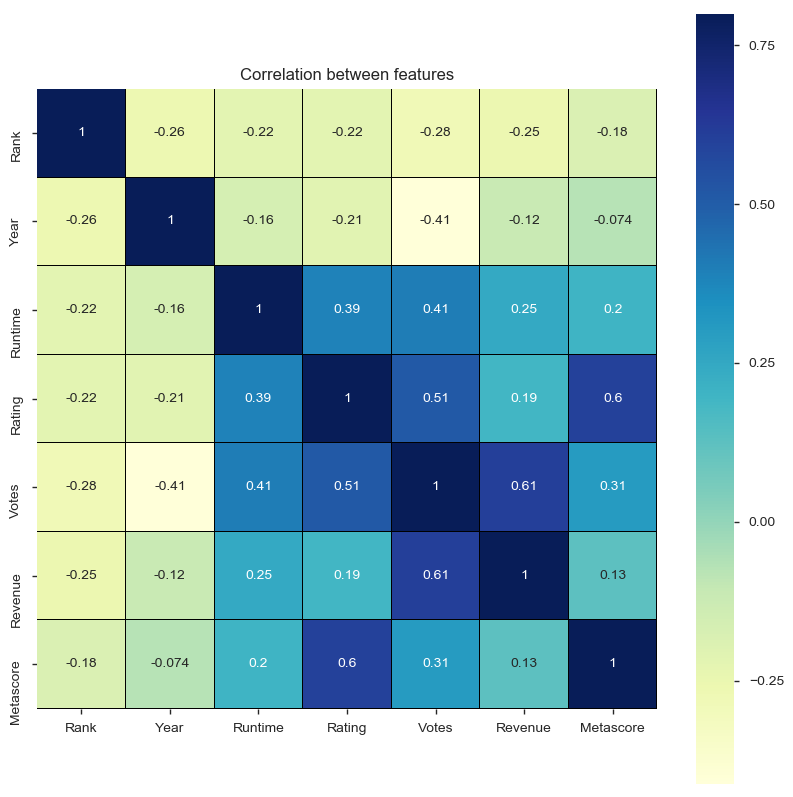 Correlation between features
Rank 1 -0.26 -0.22 -0.22 -0.28 -0.25 -0.18
Year -0.26 1 -0.16 -0.21 -0.41 -0.12 -0.074
Runtime -0.22 -0.16 1 0.39 0.41 0.25 0.2
Rating -0.22 -0.21 0.39 1 0.51 0.19 0.6
Votes -0.28 -0.41 0.41 0.51 1 0.61 0.31
Revenue -0.25 -0.12 0.25 0.19 0.61 1 0.13
Metascore -0.18 -0.074 0.2 0.6 0.31 0.13 1
Rank Year Runtime Rating Votes Revenue Metascore
0.75
0.50
0.25
0.00
−0.25